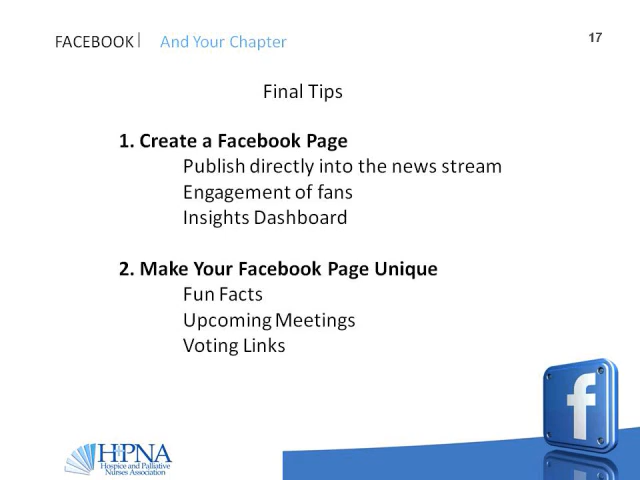 FACEBOOK| And Your Chapter
17
Final Tips
1. Create a Facebook Page
Publish directly into the news stream
Engagement of fans
Insights Dashboard
2. Make Your Facebook Page Unique
Fun Facts
Upcoming Meetings
Voting Links
f
HPNA
Hospice and Palliative
Nurses Association